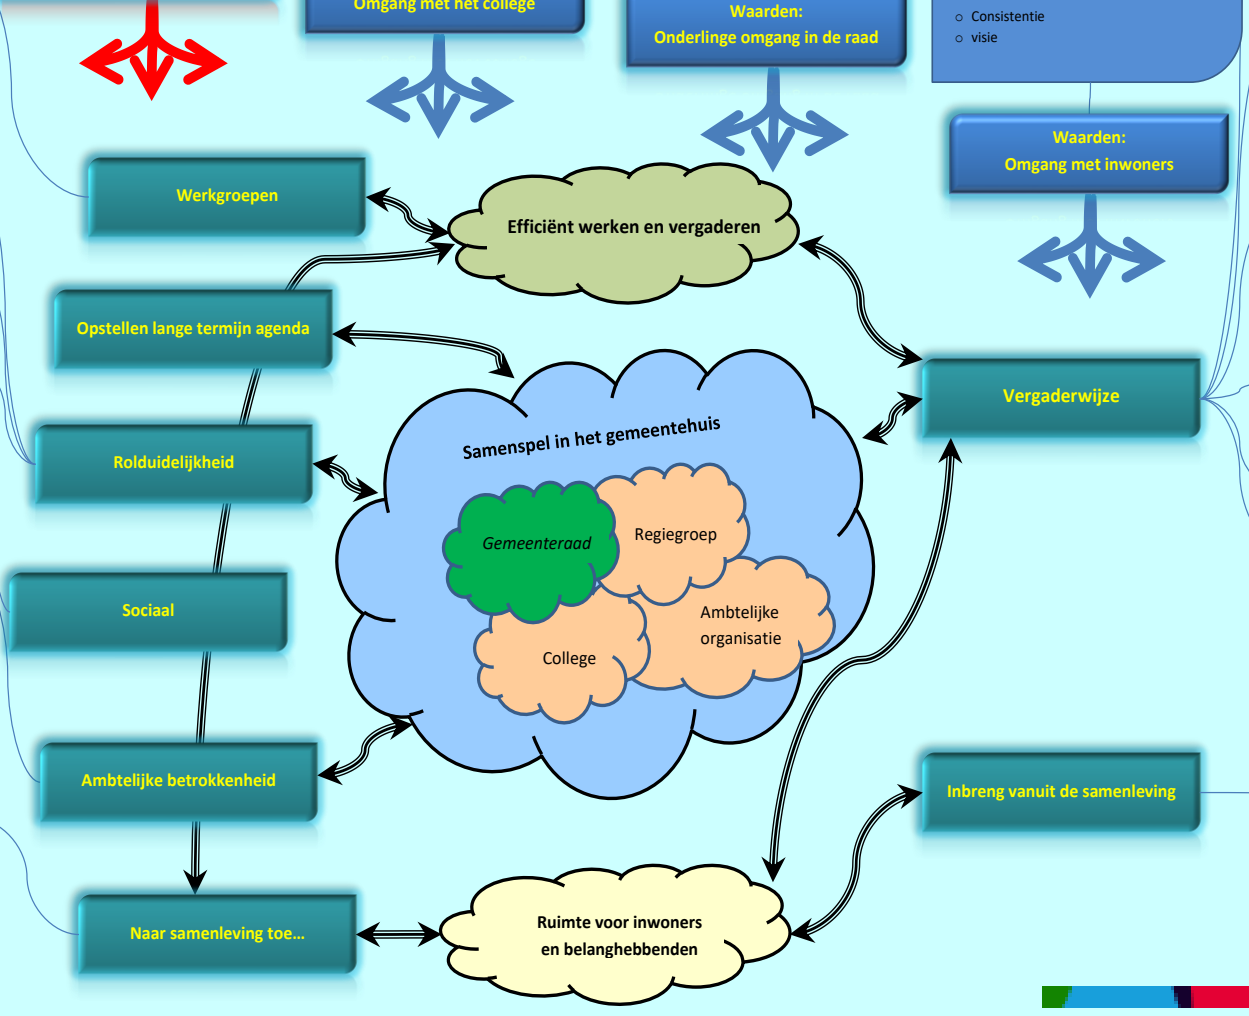 Omgang met het college
Waarden:
Onderlinge omgang in de raad
o Consistentie
o visie
Waarden:
Omgang met inwoners
Werkgroepen
Efficiënt werken en vergaderen
Opstellen lange termijn agenda
Vergaderwijze
Samenspel in het gemeentehuis
Rolduidelijkheid
Gemeenteraad
Regiegroep
Sociaal
Ambtelijke
organisatie
College
Ambtelijke betrokkenheid
Inbreng vanuit de samenleving
Ruimte voor inwoners
en belanghebbenden
Naar samenleving toe...